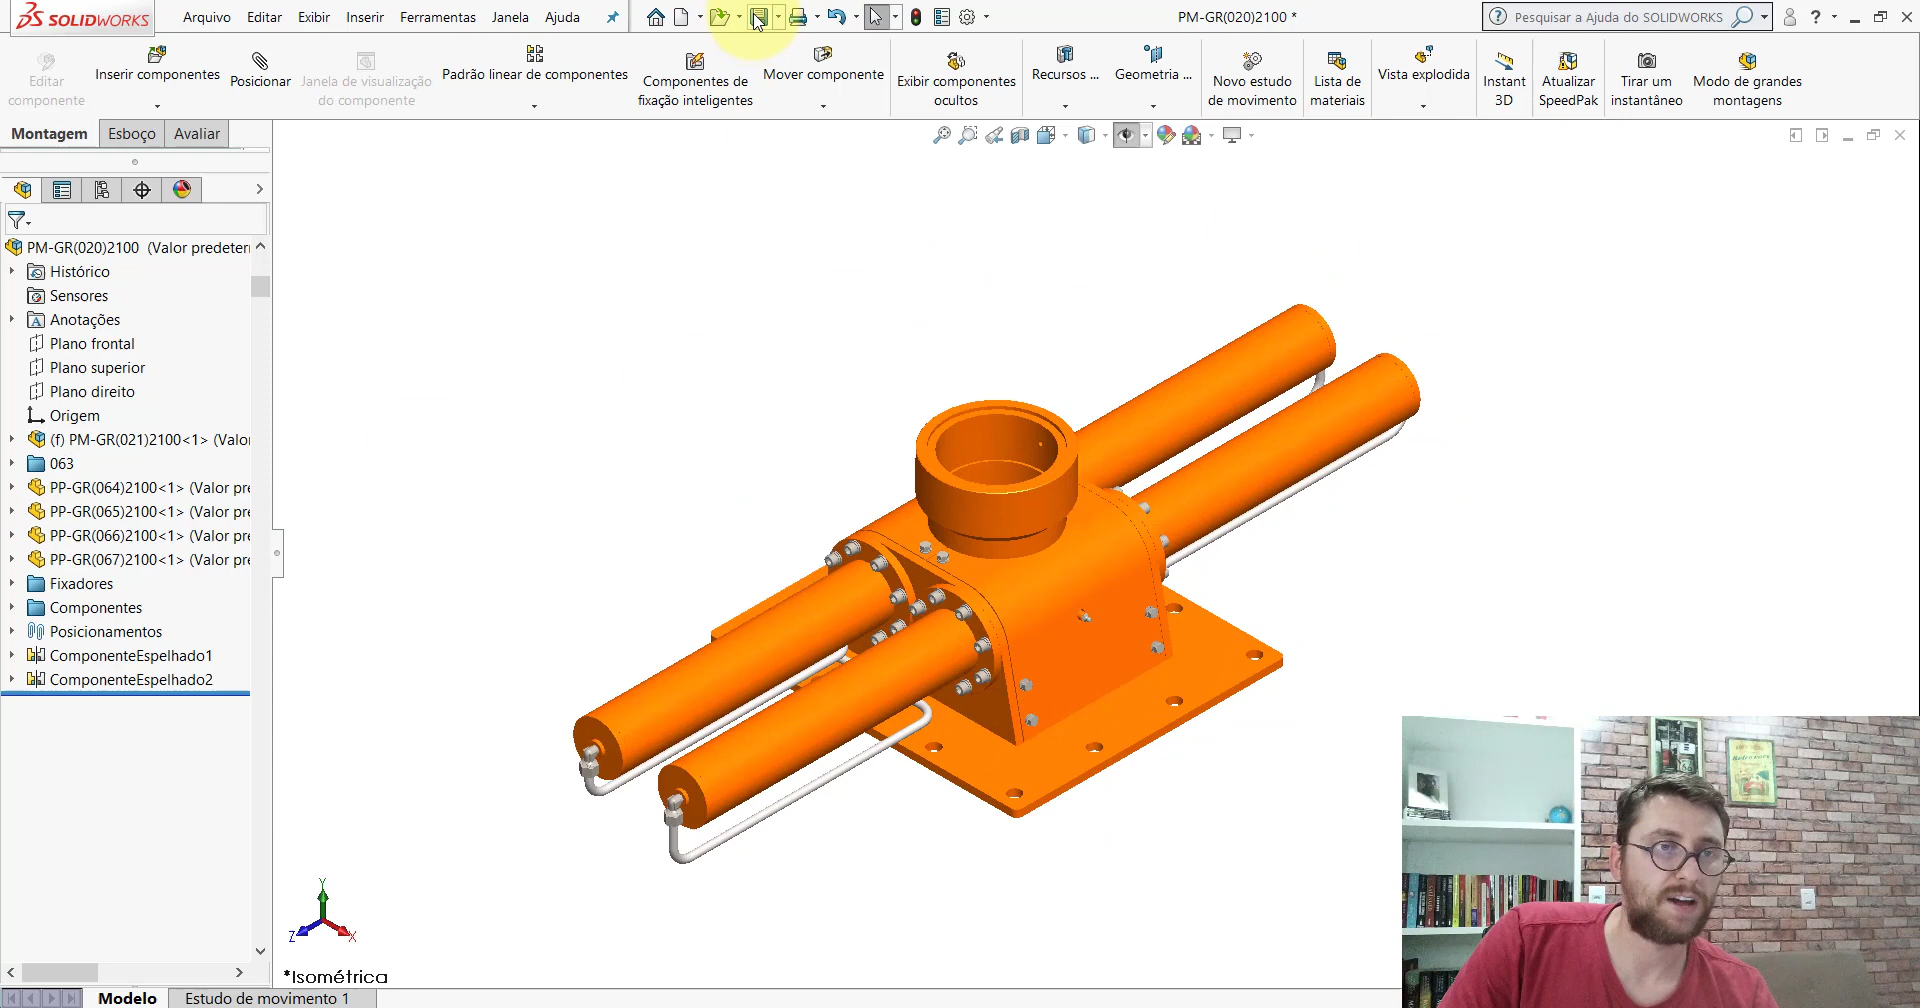 SOLIDWORKS
Arquivo Editar Exibir Inserir Ferramentas Janela Ajuda
PM-GR(020)2100 *
Pesquisar a Ajuda do SOLIDWORKS
Editar componente
Inserir componentes
Posicionar
Janela de visualização do componente
Padrão linear de componentes
Componentes de fixação inteligentes
Mover componente
Exibir componentes ocultos
Recursos ...
Geometria ...
Novo estudo de movimento
Lista de materiais
Vista explodida
Instant 3D
Atualizar SpeedPak
Tirar um instantâneo
Modo de grandes montagens
Montagem Esboço Avaliar
PM-GR(020)2100 (Valor predeter
Histórico
Sensores
Anotações
Plano frontal
Plano superior
Plano direito
Origem
(f) PM-GR(021)2100<1> (Valo
063
PP-GR(064)2100<1> (Valor pre
PP-GR(065)2100<1> (Valor pre
PP-GR(066)2100<1> (Valor pre
PP-GR(067)2100<1> (Valor pre
Fixadores
Componentes
Posicionamentos
ComponenteEspelhado1
ComponenteEspelhado2
Y
Z
X
*Isométrica
Modelo Estudo de movimento 1